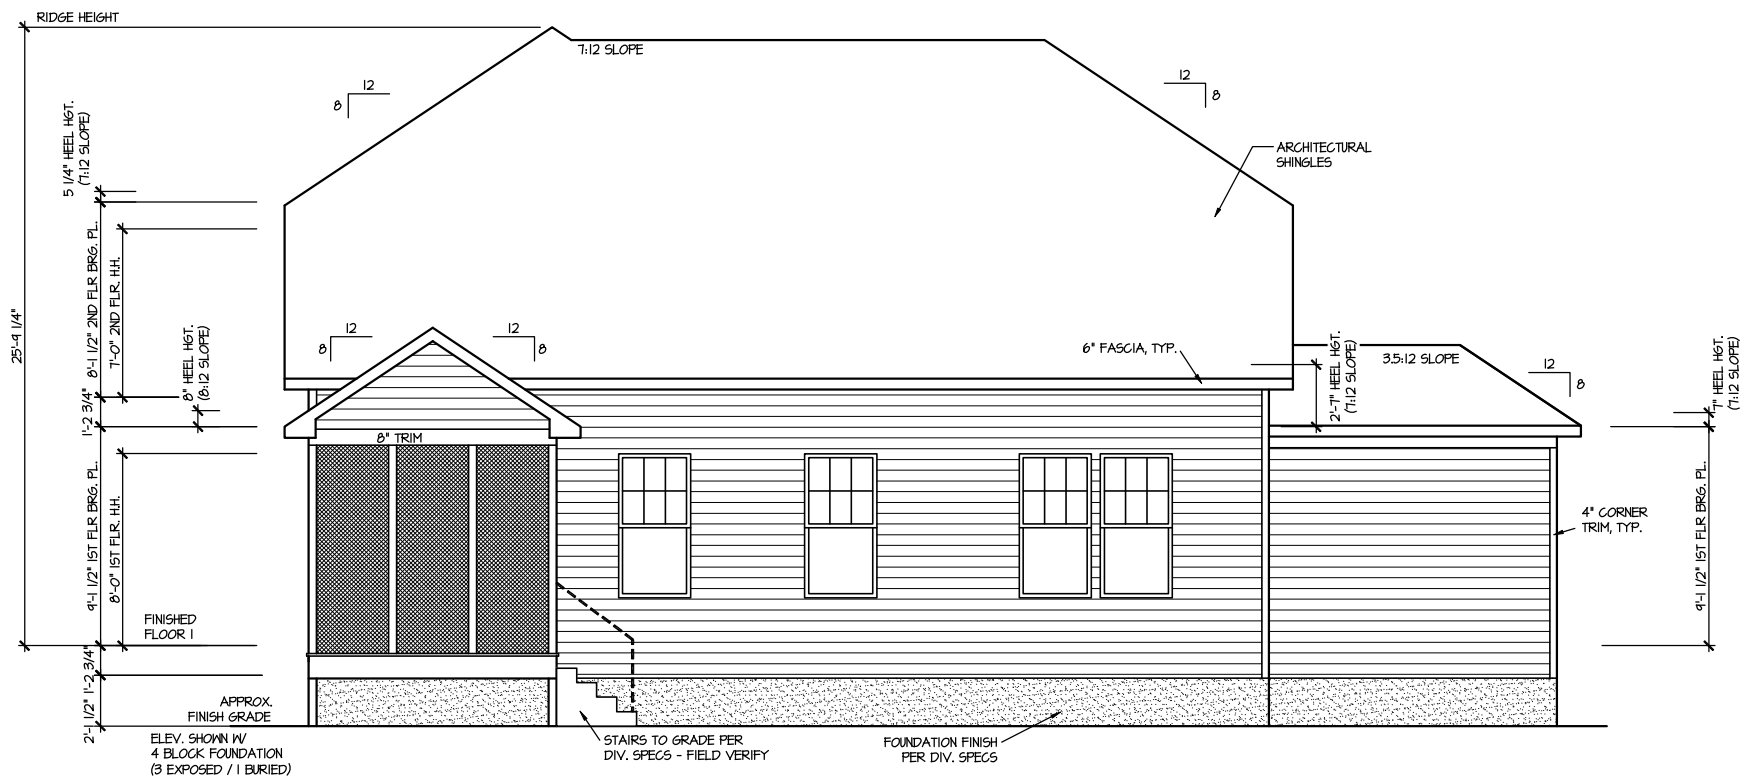 RIDGE HEIGHT
7:12 SLOPE
12
8
12
8
ARCHITECTURAL
SHINGLES
5 1/4" HEEL HGT.
(7:12 SLOPE)
8'-1 1/2" 2ND FLR BRG. PL.
7'-0" 2ND FLR. H.H.
25'-9 1/4"
8" HEEL HGT.
(8:12 SLOPE)
12
8
12
8
6" FASCIA, TYP.
2'-7" HEEL HGT.
(7:12 SLOPE)
3.5:12 SLOPE
12
8
7" HEEL HGT.
(7:12 SLOPE)
1'-2 3/4"
8" TRIM
9'-1 1/2" 1ST FLR BRG. PL.
8'-0" 1ST FLR. H.H.
4" CORNER
TRIM, TYP.
9'-1 1/2" 1ST FLR BRG. PL.
FINISHED
FLOOR 1
1'-2 3/4"
2'-1 1/2"
APPROX.
FINISH GRADE
ELEV. SHOWN W/
4 BLOCK FOUNDATION
(3 EXPOSED / 1 BURIED)
STAIRS TO GRADE PER
DIV. SPECS - FIELD VERIFY
FOUNDATION FINISH
PER DIV. SPECS